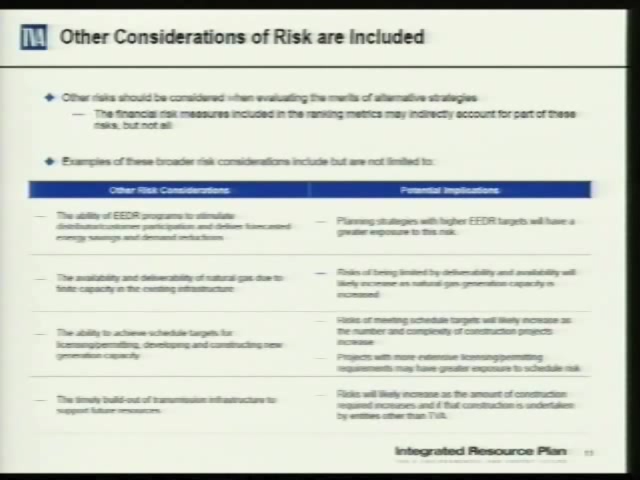 TVA
Other Considerations of Risk are Included
Other risks should be considered when evaluating the merits of alternative strategies
— The financial risk measures included in the ranking metrics may indirectly account for part of these
risks, but not all
Examples of these broader risk considerations include but are not limited to:
Other Risk Considerations
Potential Implications
— The ability of EEDR programs to stimulate
distributor/customer participation and deliver forecasted
energy savings and demand reductions
— Planning strategies with higher EEDR targets will have a
greater exposure to this risk.
— The availability and deliverability of natural gas due to
finite capacity in the existing infrastructure
— Risks of being limited by deliverability and availability will
likely increase as natural gas generation capacity is
increased
— The ability to achieve schedule targets for
licensing/permitting, developing and constructing new
generation capacity
— Risks of meeting schedule targets will likely increase as
the number and complexity of construction projects
increase
— Projects with more extensive licensing/permitting
requirements may have greater exposure to schedule risk
— The timely build-out of transmission infrastructure to
support future resources
— Risks will likely increase as the amount of construction
required increases and if that construction is undertaken
by entities other than TVA
Integrated Resource Plan